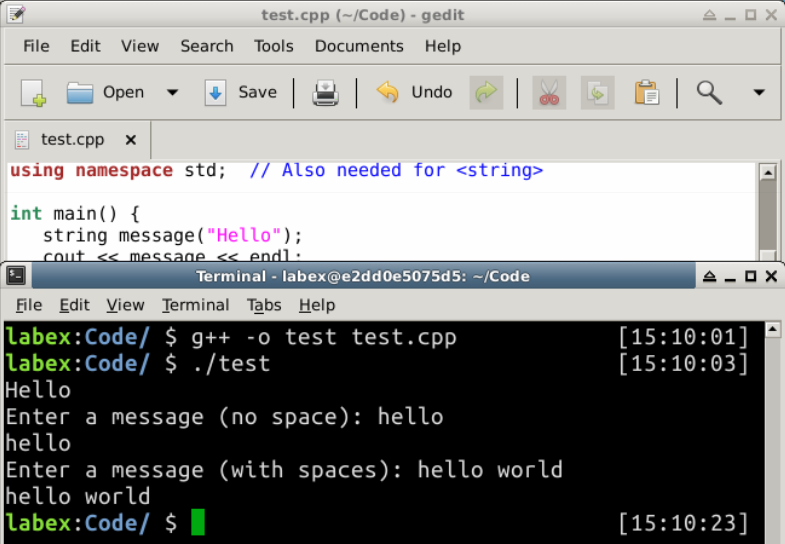 test.cpp (~/Code) - gedit
File Edit View Search Tools Documents Help
Open Save Undo
test.cpp x
using namespace std;  // Also needed for <string>
int main() {
   string message("Hello");
   cout << message << endl;
Terminal - labex@e2dd0e5075d5: ~/Code
File Edit View Terminal Tabs Help
labex:Code/ $ g++ -o test test.cpp [15:10:01]
labex:Code/ $ ./test [15:10:03]
Hello
Enter a message (no space): hello
hello
Enter a message (with spaces): hello world
hello world
labex:Code/ $ [15:10:23]